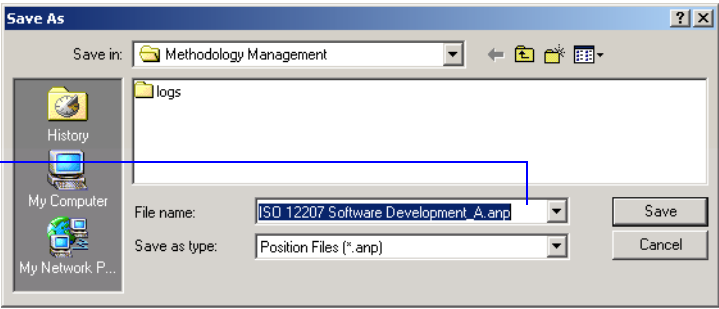 Save As
Save in: Methodology Management
logs
History
My Computer
My Network P...
File name: ISO 12207 Software Development_A.anp Save
Save as type: Position Files (*.anp) Cancel